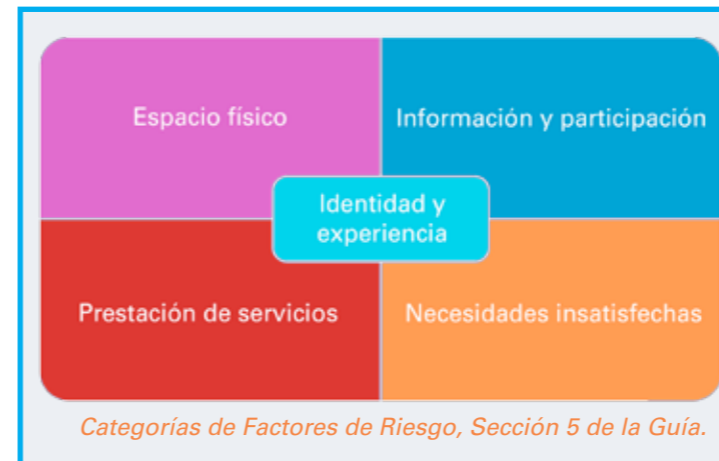 Espacio físico
Información y participación
Identidad y
experiencia
Prestación de servicios
Necesidades insatisfechas
Categorías de Factores de Riesgo, Sección 5 de la Guía.